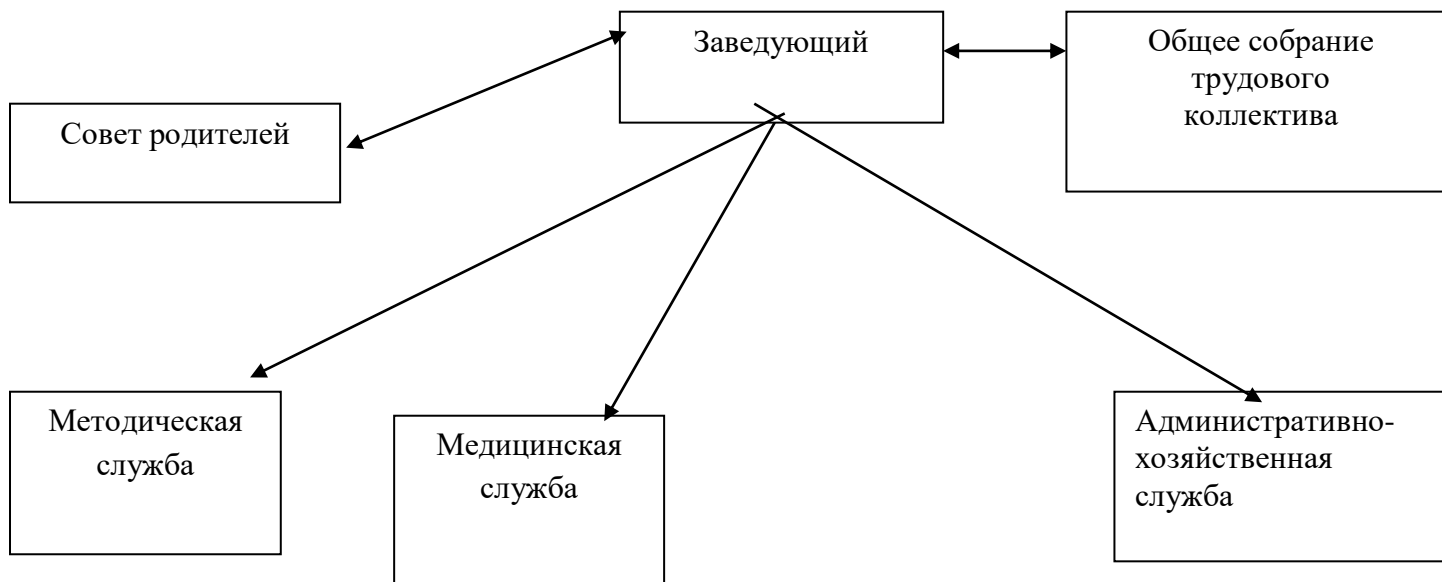 Заведующий
Общее собрание
трудового
коллектива
Совет родителей
Методическая
служба
Медицинская
служба
Административно-
хозяйственная
служба